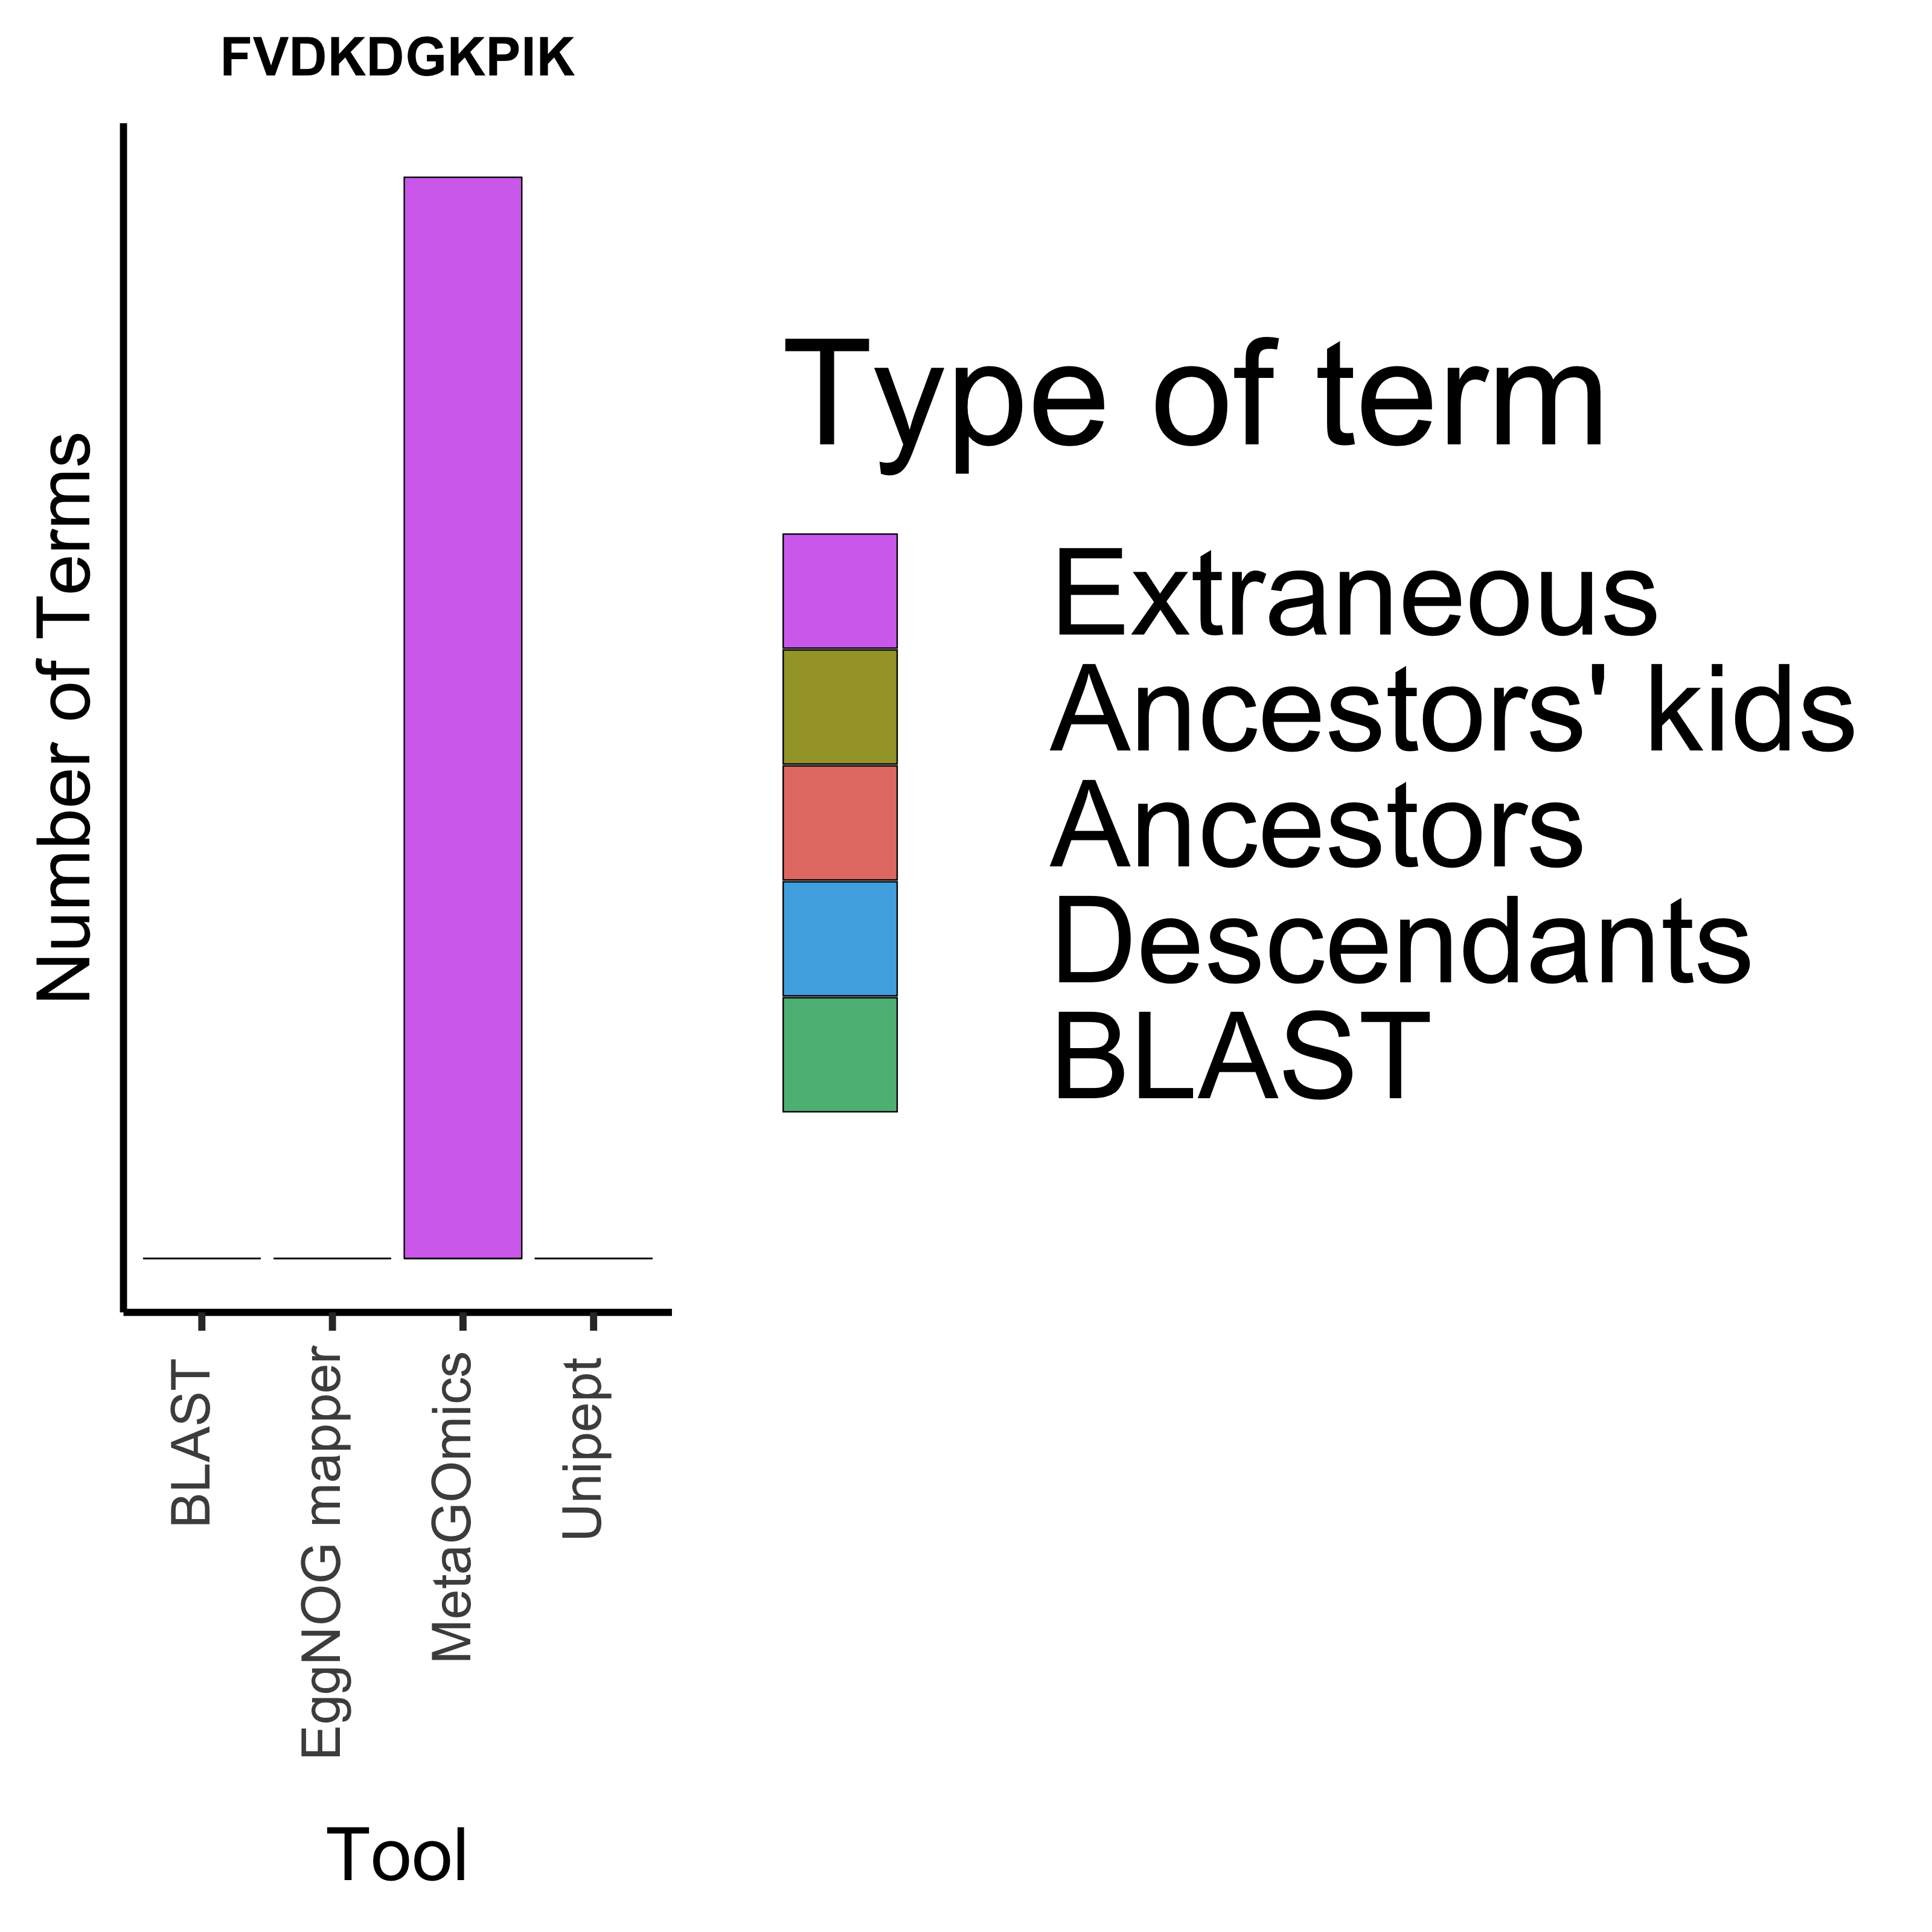 FVDKDGKPIK
Number of Terms
Type of term
Extraneous
Ancestors' kids
Ancestors
Descendants
BLAST
BLAST
EggNOG mapper
MetaGOmics
Unipept
Tool